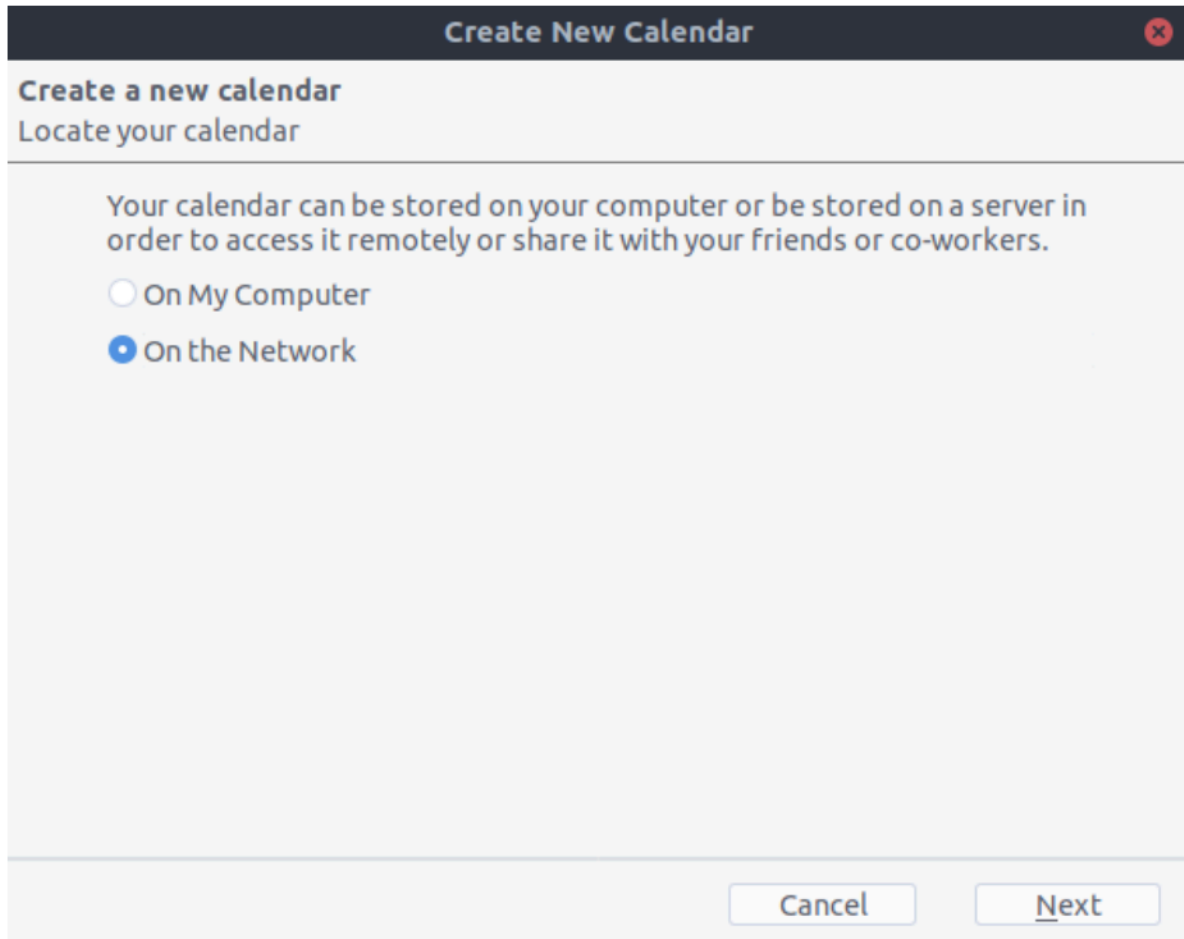 Create New Calendar
Create a new calendar
Locate your calendar
Your calendar can be stored on your computer or be stored on a server in
order to access it remotely or share it with your friends or co-workers.
On My Computer
On the Network
Cancel
Next